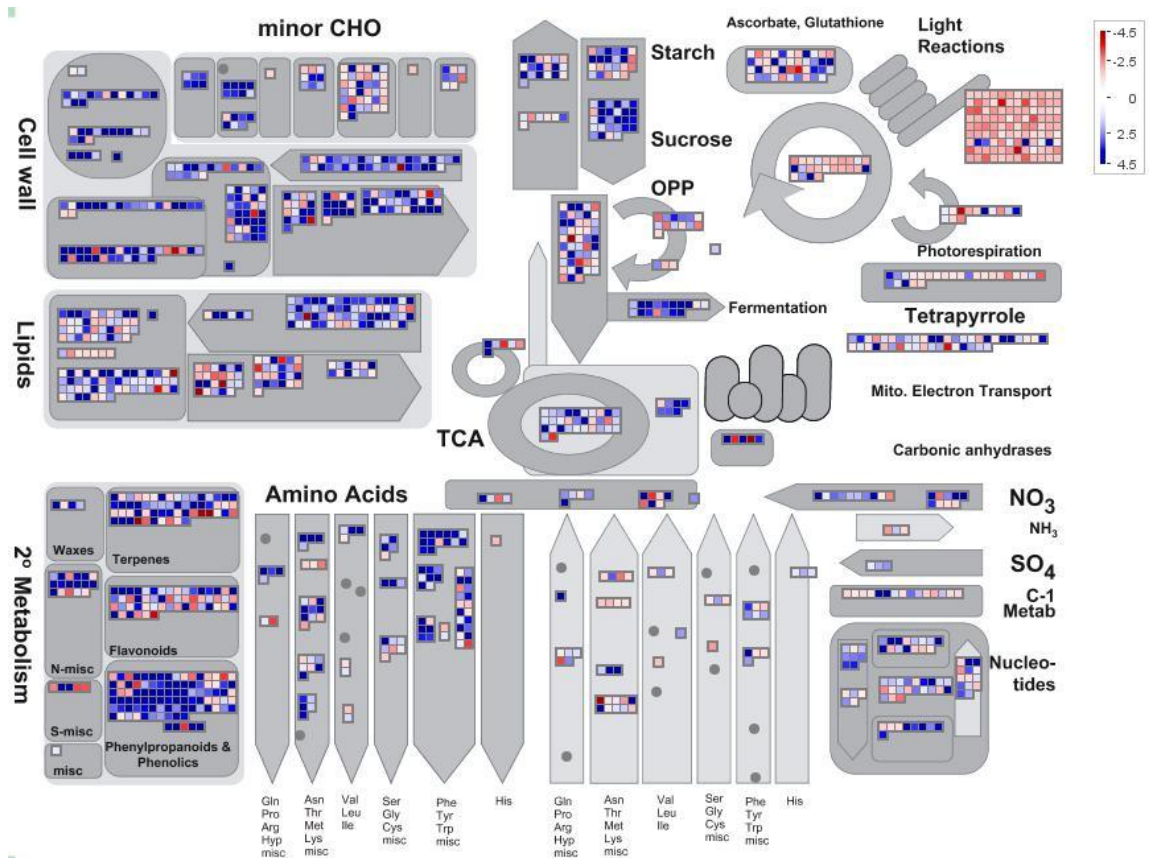 minor CHO
Cell wall
Lipids
2º Metabolism
Starch
Sucrose
OPP
Ascorbate, Glutathione
Light
Reactions
-4.5
-2.5
0
2.5
4.5
Photorespiration
Fermentation
Tetrapyrrole
Mito. Electron Transport
TCA
Carbonic anhydrases
Amino Acids
Waxes
Terpenes
N-misc
Flavonoids
S-misc
misc
Phenylpropanoids &
Phenolics
NO3
NH3
SO4
C-1
Metab
Nucleo-
tides
Gln
Pro
Arg
Hyp
misc
Asn
Thr
Met
Lys
misc
Val
Leu
Ile
Ser
Gly
Cys
misc
Phe
Tyr
Trp
misc
His
Gln
Pro
Arg
Hyp
misc
Asn
Thr
Met
Lys
misc
Val
Leu
Ile
Ser
Gly
Cys
misc
Phe
Tyr
Trp
misc
His